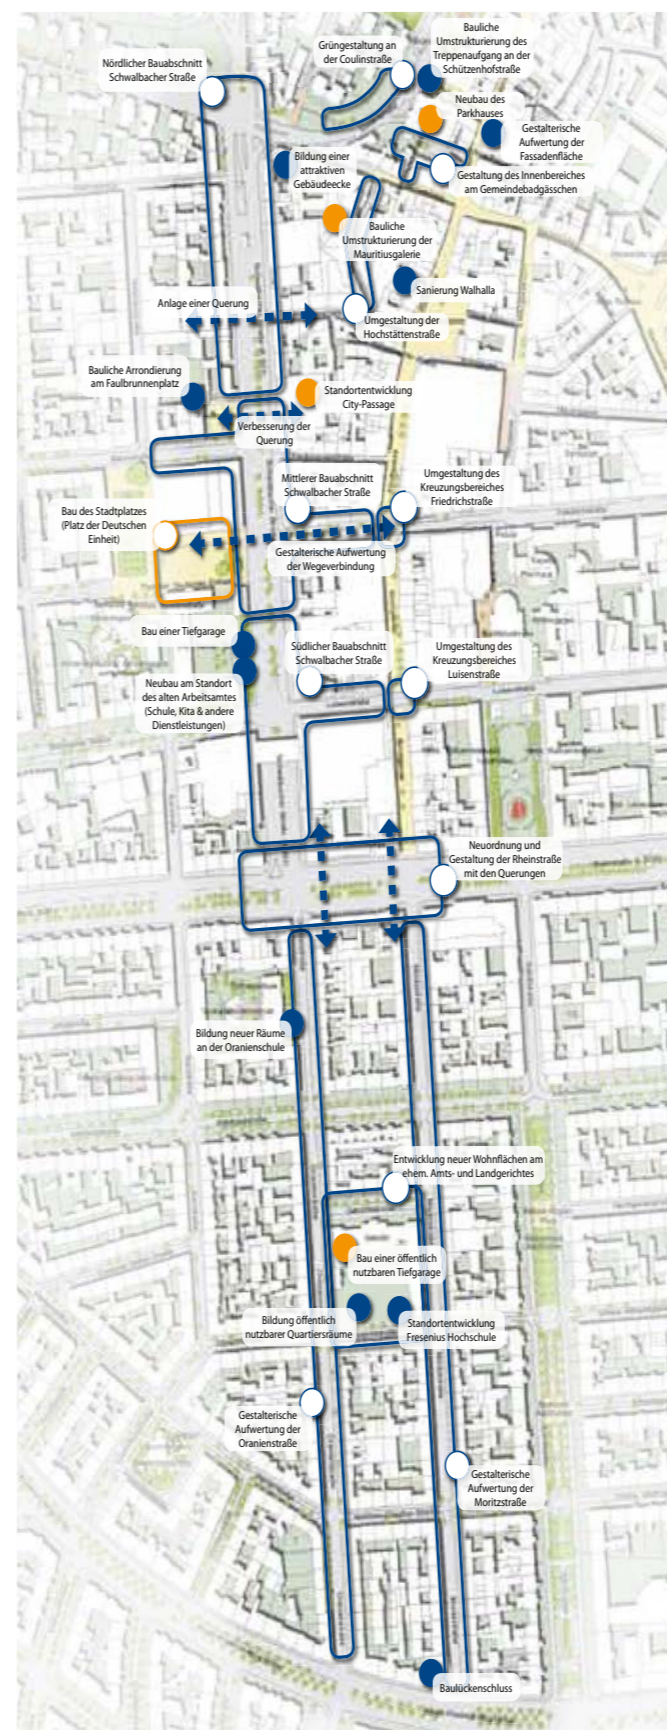 Nördlicher Bauabschnitt
Schwalbacher Straße
Grüngestaltung an
der Coulinstraße
Bauliche
Umstrukturierung des
Treppenaufgang an der
Schützenhofstraße
Neubau des
Parkhauses
Gestalterische
Aufwertung der
Fassadenfläche
Bildung einer
attraktiven
Gebäudeecke
Gestaltung des Innenbereiches
am Gemeindebadgässchen
Bauliche
Umstrukturierung der
Mauritiusgalerie
Sanierung Walhalla
Anlage einer Querung
Umgestaltung der
Hochstättenstraße
Bauliche Arrondierung
am Faulbrunnenplatz
Standortentwicklung
City-Passage
Verbesserung der
Querung
Mittlerer Bauabschnitt
Schwalbacher Straße
Umgestaltung des
Kreuzungsbereiches
Friedrichstraße
Bau des Stadtplatzes
(Platz der Deutschen
Einheit)
Gestalterische Aufwertung
der Wegeverbindung
Bau einer Tiefgarage
Südlicher Bauabschnitt
Schwalbacher Straße
Umgestaltung des
Kreuzungsbereiches
Luisenstraße
Neubau am Standort
des alten Arbeitsamtes
(Schule, Kita & andere
Dienstleistungen)
Neuordnung und
Gestaltung der Rheinstraße
mit den Querungen
Bildung neuer Räume
an der Oranienschule
Entwicklung neuer Wohnflächen am
ehem. Amts- und Landgerichtes
Bau einer öffentlich
nutzbaren Tiefgarage
Bildung öffentlich
nutzbarer Quartiersräume
Standortentwicklung
Fresenius Hochschule
Gestalterische
Aufwertung der
Oranienstraße
Gestalterische
Aufwertung der
Moritzstraße
Baulückenschluss